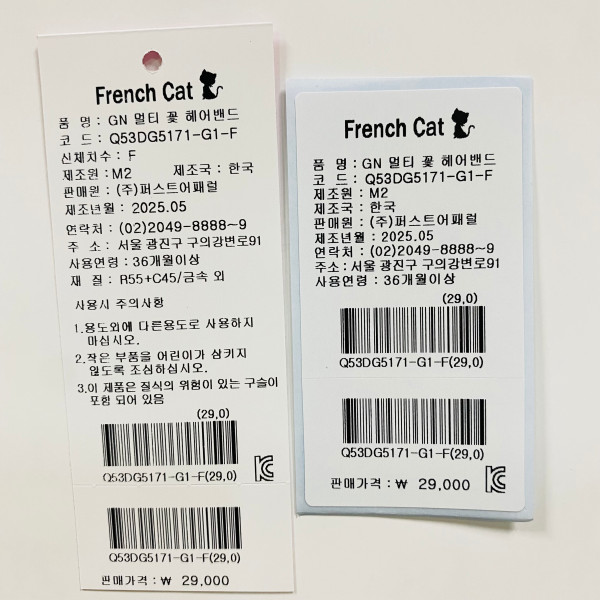 French Cat
품 명 : GN 멀티 꽃 헤어밴드
코 드 : Q53DG5171-G1-F
신체치수 : F
제조원 : M2 제조국 : 한국
판매원 : (주)퍼스트어패럴
제조년월 : 2025.05
연락처 : (02)2049-8888~9
주 소 : 서울 광진구 구의강변로91
사용연령 : 36개월이상
재 질 : R55+C45/금속 외
사용시 주의사항
1.용도외에 다른용도로 사용하지
마십시오.
2.작은 부품을 어린이가 삼키지
않도록 조심하십시오.
3.이 제품은 질식의 위험이 있는 구슬이
포함 되어 있음
(29,0)
Q53DG5171-G1-F(29,0)
Q53DG5171-G1-F(29,0)
판매가격 : ₩ 29,000
French Cat
품 명 : GN 멀티 꽃 헤어밴드
코 드 : Q53DG5171-G1-F
제조원 : M2
제조국 : 한국
판매원 : (주)퍼스트어패럴
제조년월 : 2025.05
연락처 : (02)2049-8888~9
주소 : 서울 광진구 구의강변로91
사용연령 : 36개월이상
(29,0)
Q53DG5171-G1-F(29,0)
Q53DG5171-G1-F(29,0)
판매가격 : ₩ 29,000